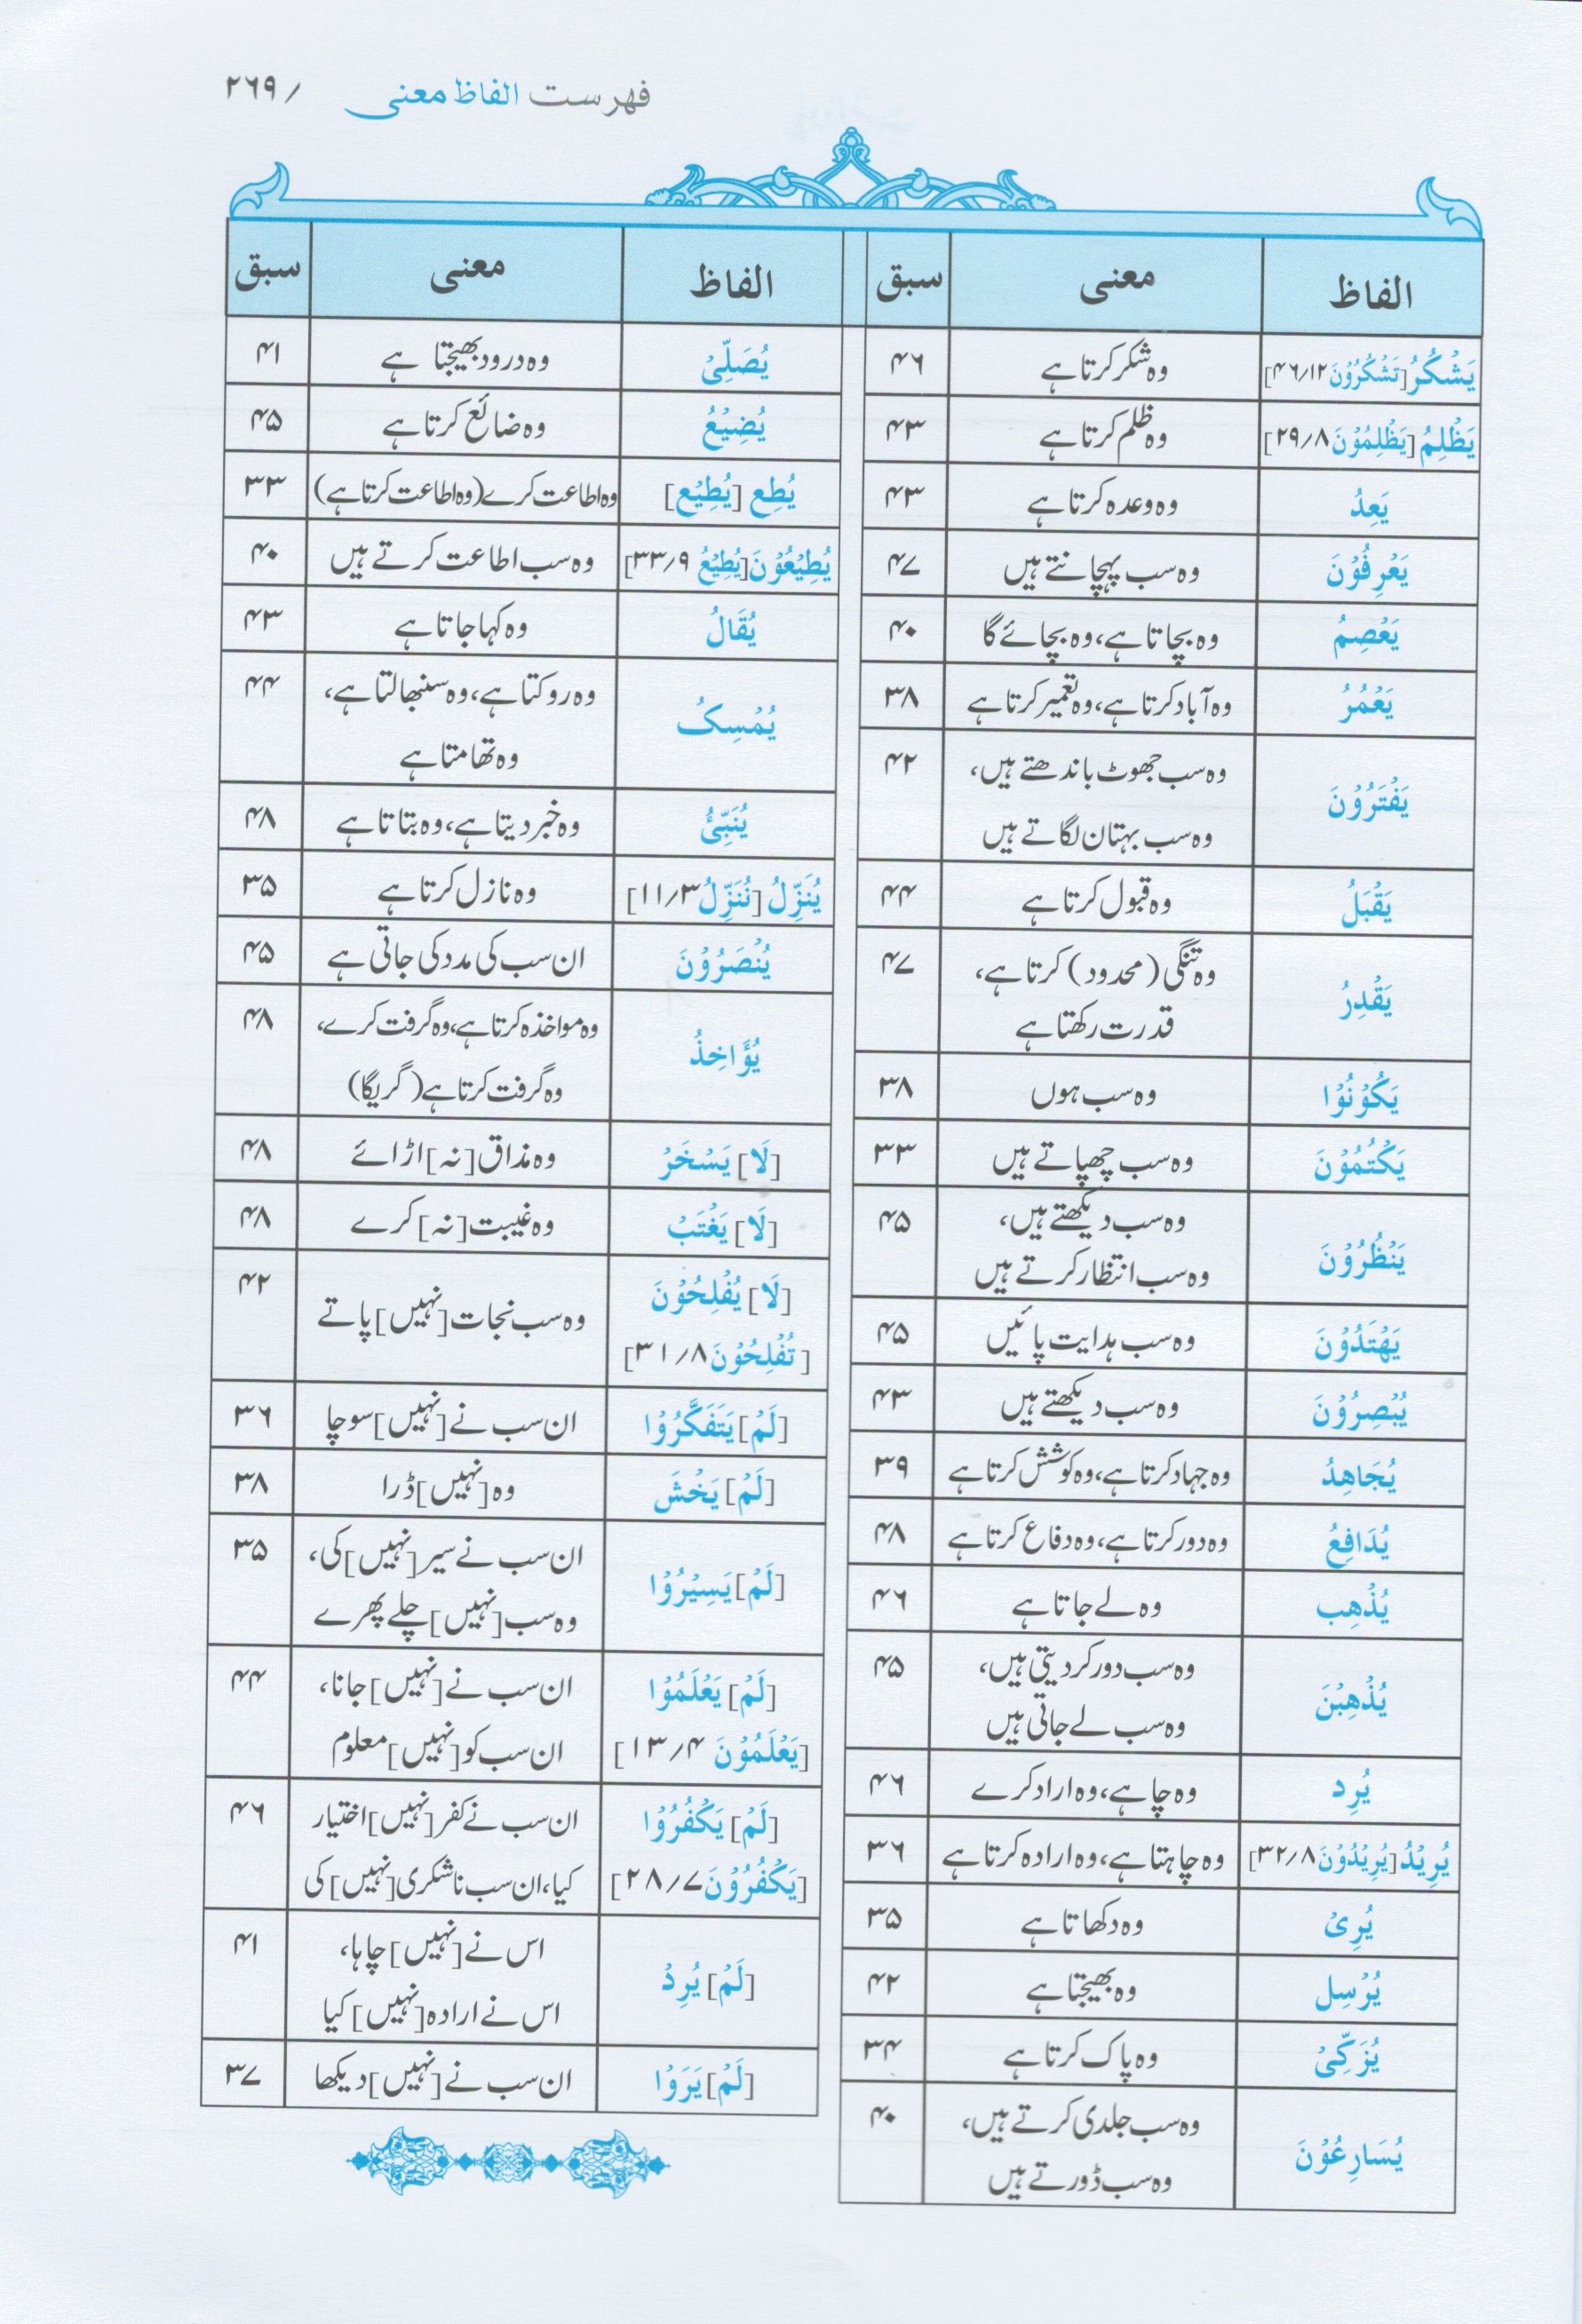 فہرست الفاظ معنی /۲۶۹
الفاظ معنی سبق
یَشْکُرُ [تَشْکُرُوْنَ ۴۶/۱۲] وہ شکر کرتا ہے ۴۶
یَظْلِمُ [یَظْلِمُوْنَ ۲۹/۸] وہ ظلم کرتا ہے ۴۳
یَعِدُ وہ وعدہ کرتا ہے ۴۳
یَعْرِفُوْنَ وہ سب پہچانتے ہیں ۴۷
یَعْصِمُ وہ بچاتا ہے، وہ بچائے گا ۴۰
یَعْمُرُ وہ آباد کرتا ہے، وہ تعمیر کرتا ہے ۳۸
یَفْتَرُوْنَ وہ سب جھوٹ باندھتے ہیں، ۴۲
وہ سب بہتان لگاتے ہیں
یَقْبَلُ وہ قبول کرتا ہے ۴۴
یَقْدِرُ وہ تنگی (محدود) کرتا ہے، ۴۷
قدرت رکھتا ہے
یَکُوْنُوْا وہ سب ہوں ۳۸
یَکْتُمُوْنَ وہ سب چھپاتے ہیں ۳۳
یَنْظُرُوْنَ وہ سب دیکھتے ہیں، ۴۵
وہ سب انتظار کرتے ہیں
یَهْتَدُوْنَ وہ سب ہدایت پائیں ۴۵
یُبْصِرُوْنَ وہ سب دیکھتے ہیں ۴۳
یُجَاهِدُ وہ جہاد کرتا ہے، وہ کوشش کرتا ہے ۳۹
یُدَافِعُ وہ دور کرتا ہے، وہ دفاع کرتا ہے ۴۸
یُذْهِب وہ لے جاتا ہے ۴۶
یُذْهِبْنَ وہ سب دور کر دیتی ہیں، ۴۵
وہ سب لے جاتی ہیں
یُرِد وہ چاہے، وہ اراد کرے ۴۶
یُرِیْدُ [یُرِیْدُوْنَ ۳۲/۸] وہ چاہتا ہے، وہ ارادہ کرتا ہے ۳۶
یُرِیْ وہ دکھاتا ہے ۳۵
یُرْسِل وہ بھیجتا ہے ۴۲
یُزَکِّیْ وہ پاک کرتا ہے ۳۴
یُسَارِعُوْنَ وہ سب جلدی کرتے ہیں، ۴۰
وہ سب ڈورتے ہیں
الفاظ معنی سبق
یُصَلِّیْ وہ درود بھیجتا ہے ۴۱
یُضِیْعُ وہ ضائع کرتا ہے ۴۵
یُطِع [یُطِیْع] وہ اطاعت کرے (وہ اطاعت کرتا ہے) ۳۳
یُطِیْعُوْنَ [یُطِیْعُ ۳۳/۹] وہ سب اطاعت کرتے ہیں ۴۰
یُقَالُ وہ کہا جاتا ہے ۴۳
یُمْسِکُ وہ روکتا ہے، وہ سنبھالتا ہے، ۴۴
وہ تھامتا ہے
یُنَبِّئُ وہ خبر دیتا ہے، وہ بتاتا ہے ۴۸
یُنَزِّلُ [نُنَزِّلُ ۱۱/۳] وہ نازل کرتا ہے ۳۵
یُنْصَرُوْنَ ان سب کی مدد کی جاتی ہے ۴۵
یُؤَاخِذُ وہ مواخذہ کرتا ہے، وہ گرفت کرے، ۴۸
وہ گرفت کرتا ہے (گریگا)
[لَا] یَسْخَرْ وہ مذاق [نہ] اڑائے ۴۸
[لَا] یَغْتَبْ وہ غیبت [نہ] کرے ۴۸
[لَا] یُفْلِحُوْنَ وہ سب نجات [نہیں] پاتے ۴۲
[تُفْلِحُوْنَ ۳۱/۸]
[لَمْ] یَتَفَکَّرُوْا ان سب نے [نہیں] سوچا ۳۶
[لَمْ] یَخْشَ وہ [نہیں] ڈرا ۳۸
[لَمْ] یَسِیْرُوْا ان سب نے سیر [نہیں] کی، ۳۵
وہ سب [نہیں] چلے پھرے
[لَمْ] یَعْلَمُوْا ان سب نے [نہیں] جانا، ۴۴
[یَعْلَمُوْنَ ۱۳/۴] ان سب کو [نہیں] معلوم
[لَمْ] یَکْفُرُوْا ان سب نے کفر [نہیں] اختیار ۴۶
[یَکْفُرُوْنَ ۲۸/۷] کیا، ان سب ناشکری [نہیں] کی
[لَمْ] یُرِدْ اس نے [نہیں] چاہا، ۴۱
اس نے ارادہ [نہیں] کیا
[لَمْ] یَرَوْا ان سب نے [نہیں] دیکھا ۳۷